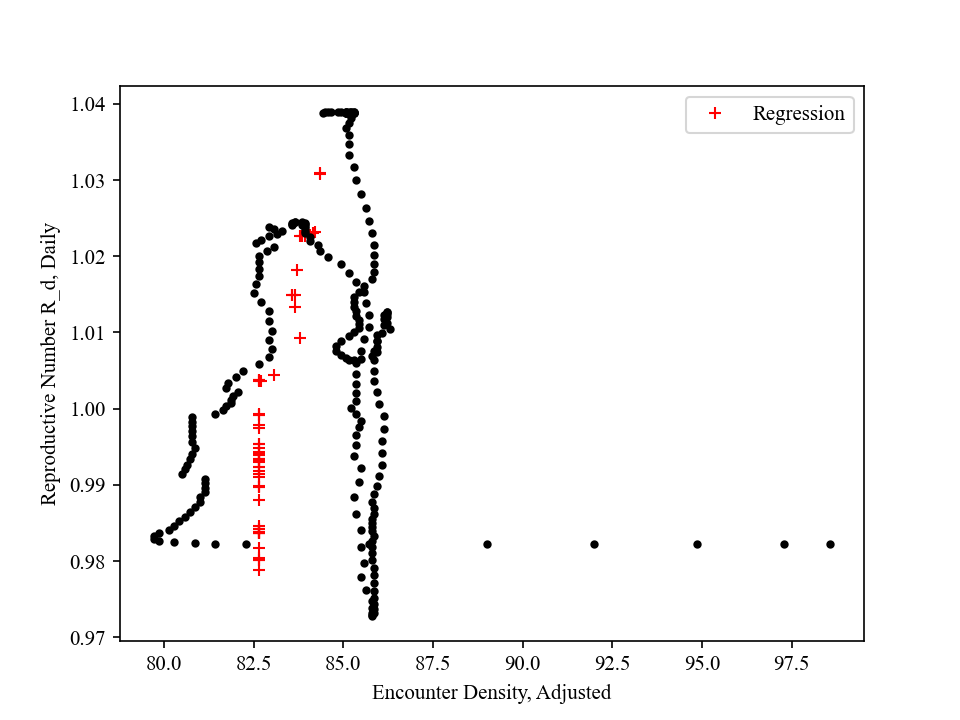 1.04
1.03
1.02
1.01
1.00
0.99
0.98
0.97
Reproductive Number R_d, Daily
Regression
80.0 82.5 85.0 87.5 90.0 92.5 95.0 97.5
Encounter Density, Adjusted